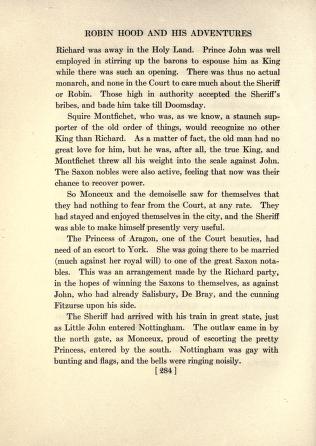 ROBIN HOOD AND HIS ADVENTURES
Richard was away in the Holy Land. Prince John was well
employed in stirring up the barons to espouse him as King
while there was such an opening. There was thus no actual
monarch, and none in the Court to care much about the Sheriff
or Robin. Those high in authority accepted the Sheriff's
bribes, and bade him take till Doomsday.
Squire Montfichet, who was, as we know, a staunch sup-
porter of the old order of things, would recognize no other
King than Richard. As a matter of fact, the old man had no
great love for him, but he was, after all, the true King, and
Montfichet threw all his weight into the scale against John.
The Saxon nobles were also active, feeling that now was their
chance to recover power.
So Monceux and the demoiselle saw for themselves that
they had nothing to fear from the Court, at any rate. They
had stayed and enjoyed themselves in the city, and the Sheriff
was able to make himself presently very useful.
The Princess of Aragon, one of the Court beauties, had
need of an escort to York. She was going there to be married
(much against her royal will) to one of the great Saxon nota-
bles. This was an arrangement made by the Richard party,
in the hopes of winning the Saxons to themselves, as against
John, who had already Salisbury, De Bray, and the cunning
Fitzurse upon his side.
The Sheriff had arrived with his train in great state, just
as Little John entered Nottingham. The outlaw came in by
the north gate, as Monceux, proud of escorting the pretty
Princess, entered by the south. Nottingham was gay with
bunting and flags, and the bells were ringing noisily.
[ 284 ]